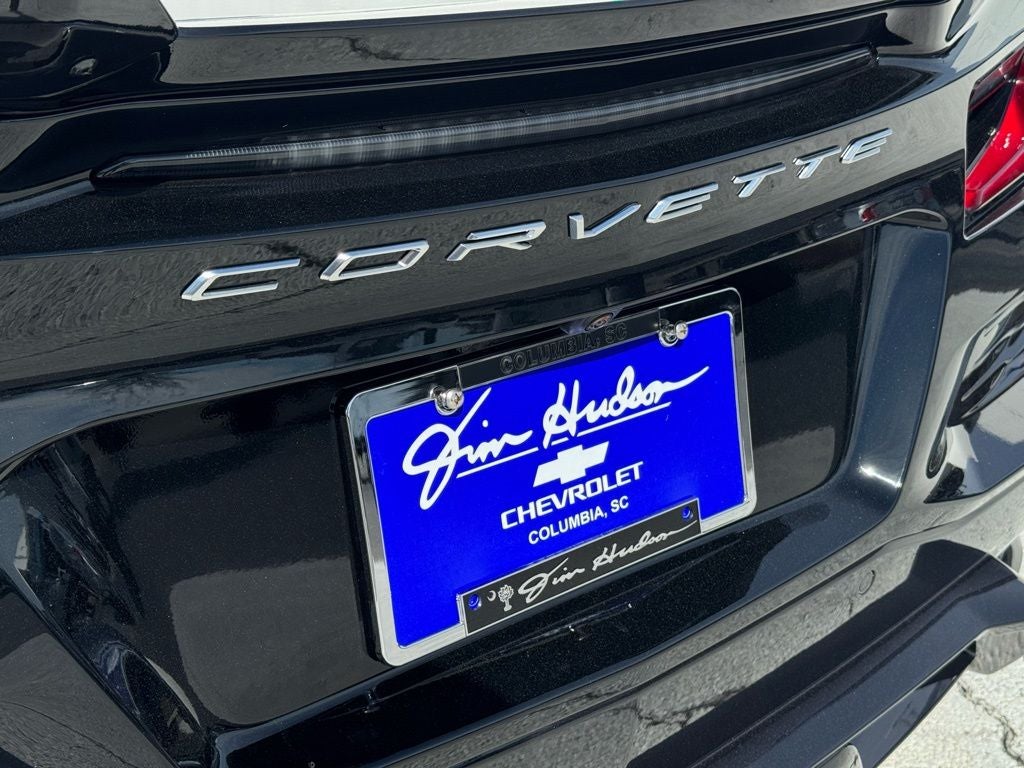 CORVETTE
COLUMBIA, SC
Jim Hudson
CHEVROLET
COLUMBIA, SC
Jim Hudson